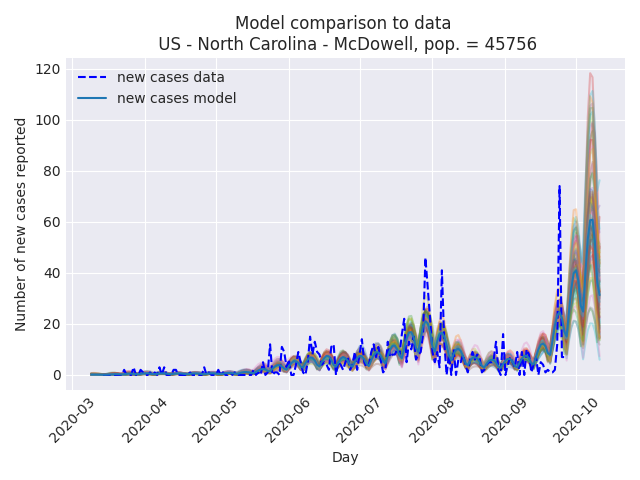 Model comparison to data
US - North Carolina - McDowell, pop. = 45756
new cases data
new cases model
Number of new cases reported
120
100
80
60
40
20
0
2020-03
2020-04
2020-05
2020-06
2020-07
2020-08
2020-09
2020-10
Day